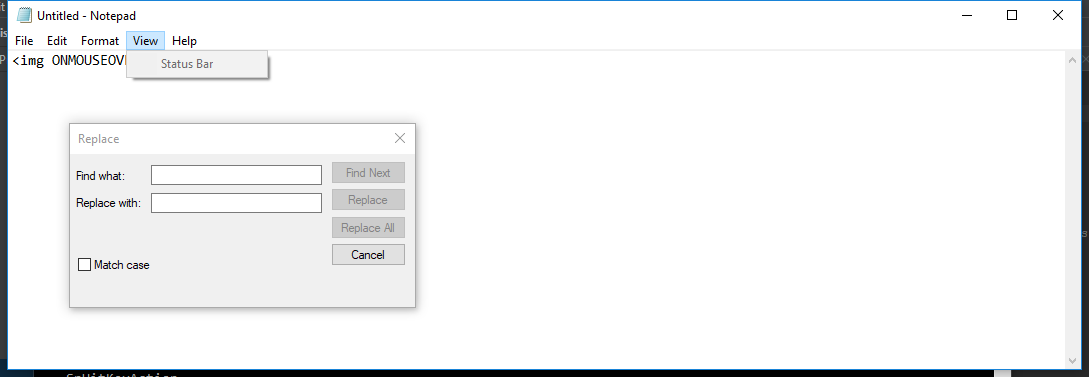 Untitled - Notepad
File Edit Format View Help
<img ONMOUSEOV
Status Bar
Replace
Find what:
Find Next
Replace with:
Replace
Replace All
Cancel
Match case